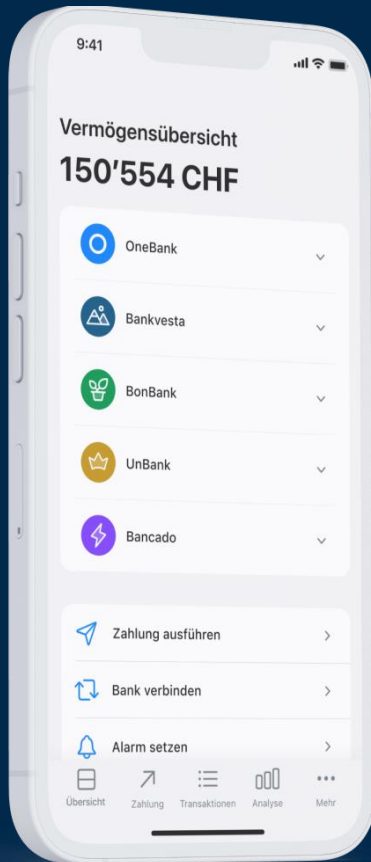 9:41
Vermögensübersicht
150'554 CHF
OneBank
Bankvesta
BonBank
UnBank
Bancado
Zahlung ausführen
Bank verbinden
Alarm setzen
Übersicht Zahlung Transaktionen Analyse Mehr